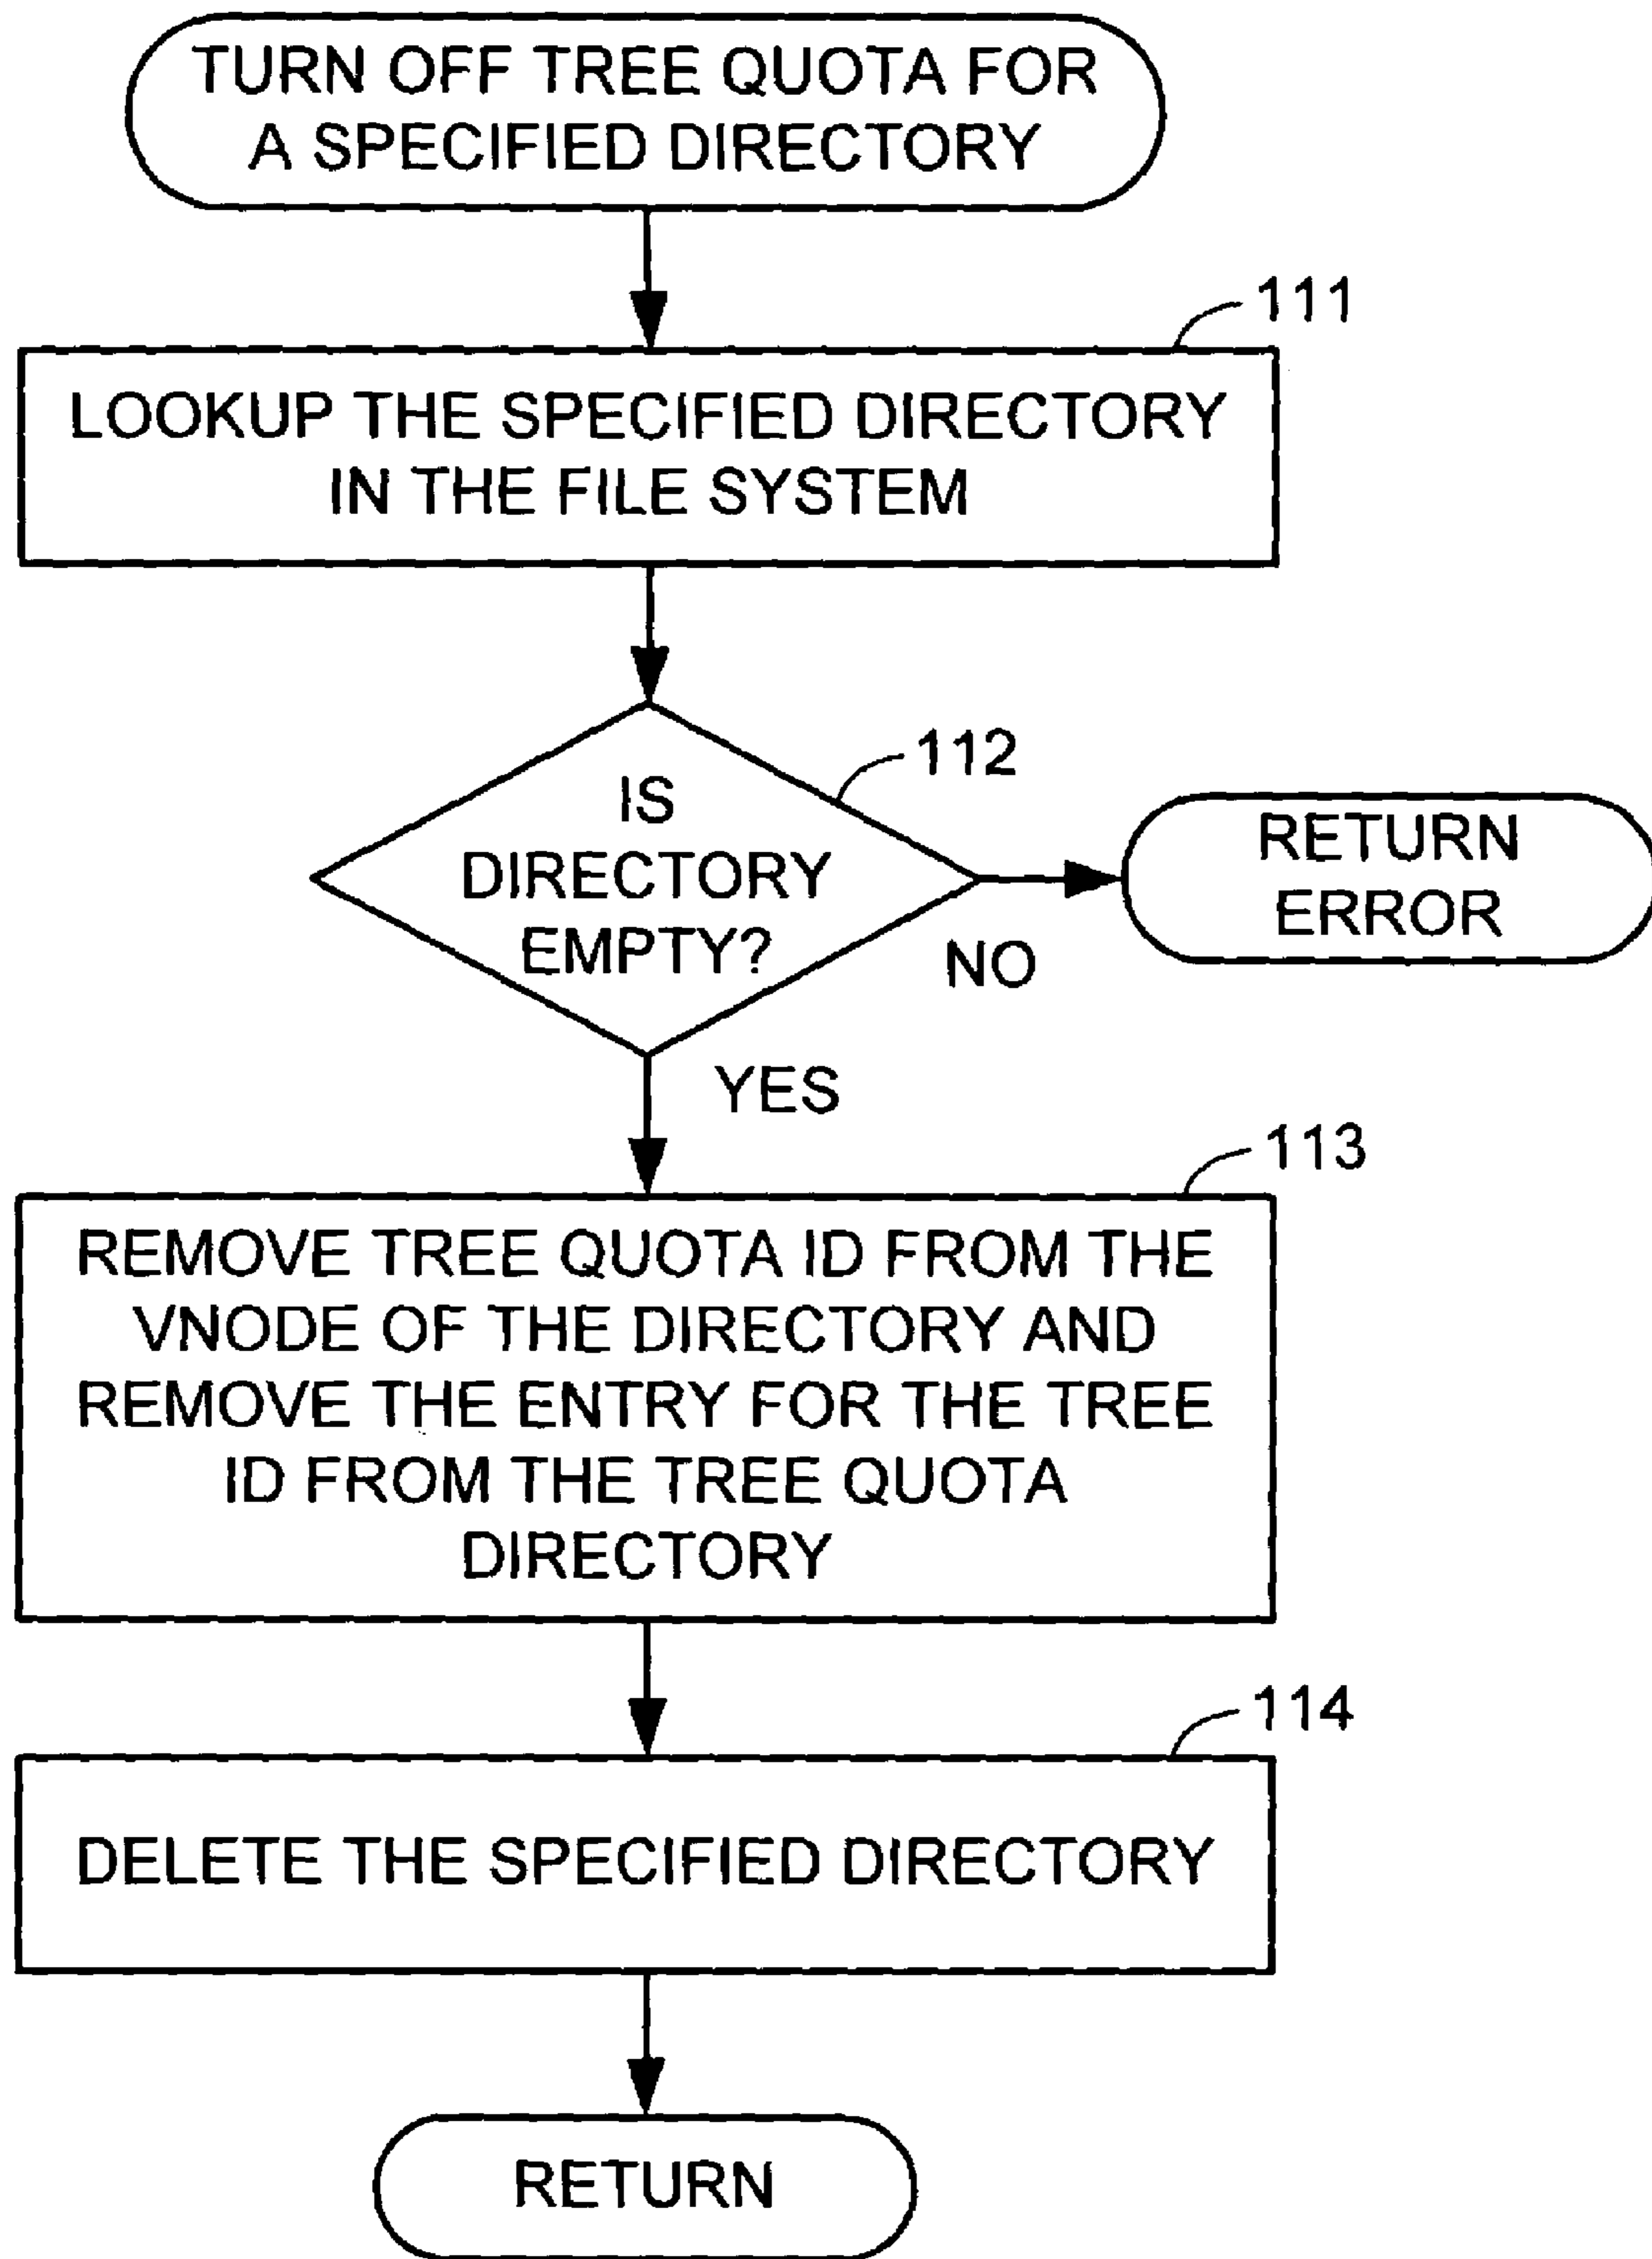 TURN OFF TREE QUOTA FOR
A SPECIFIED DIRECTORY
111
LOOKUP THE SPECIFIED DIRECTORY
IN THE FILE SYSTEM
112
IS
DIRECTORY
EMPTY?
NO
RETURN
ERROR
YES
113
REMOVE TREE QUOTA ID FROM THE
VNODE OF THE DIRECTORY AND
REMOVE THE ENTRY FOR THE TREE
ID FROM THE TREE QUOTA
DIRECTORY
114
DELETE THE SPECIFIED DIRECTORY
RETURN